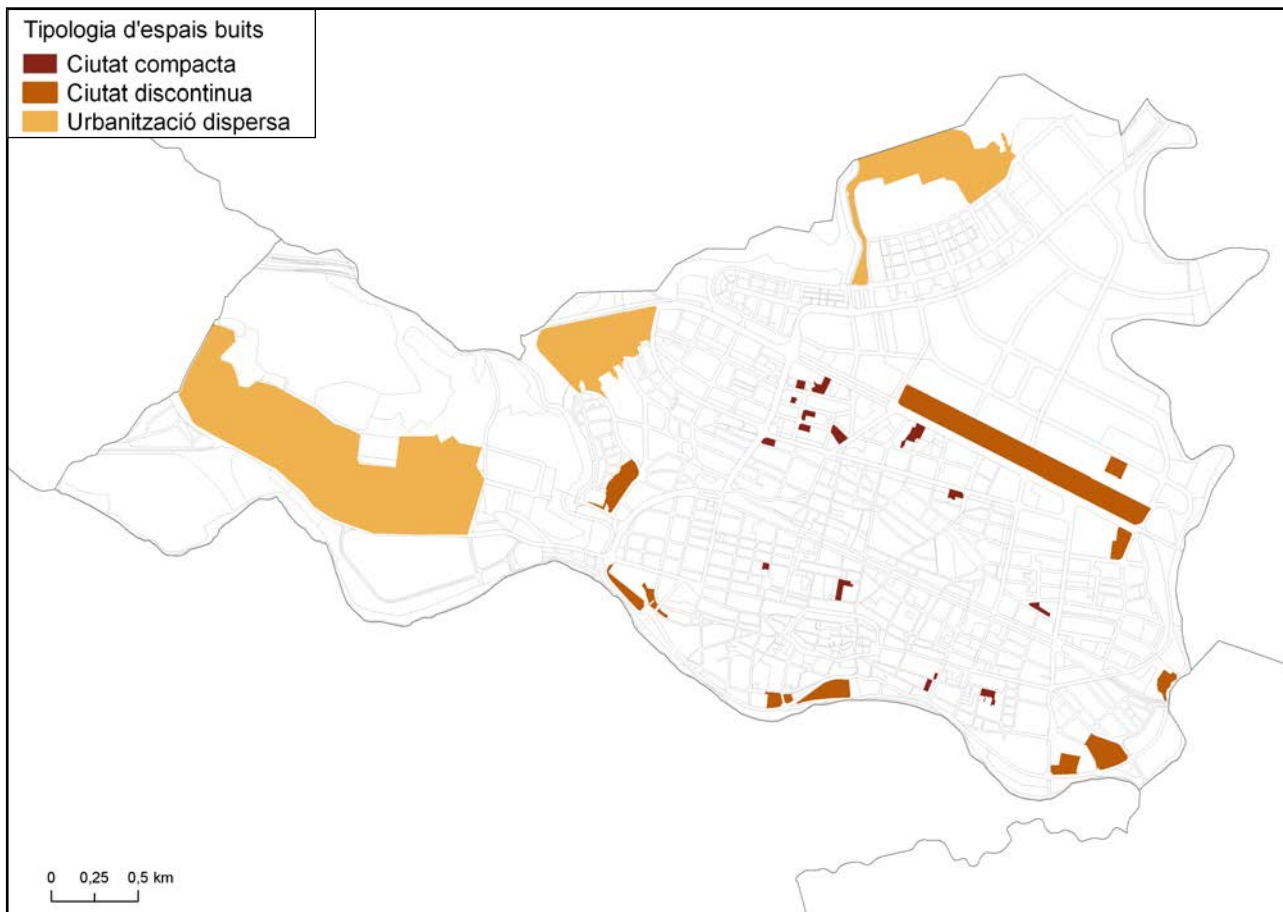 Tipologia d'espais buits
Ciutat compacta
Ciutat discontinua
Urbanització dispersa
0 0,25 0,5 km